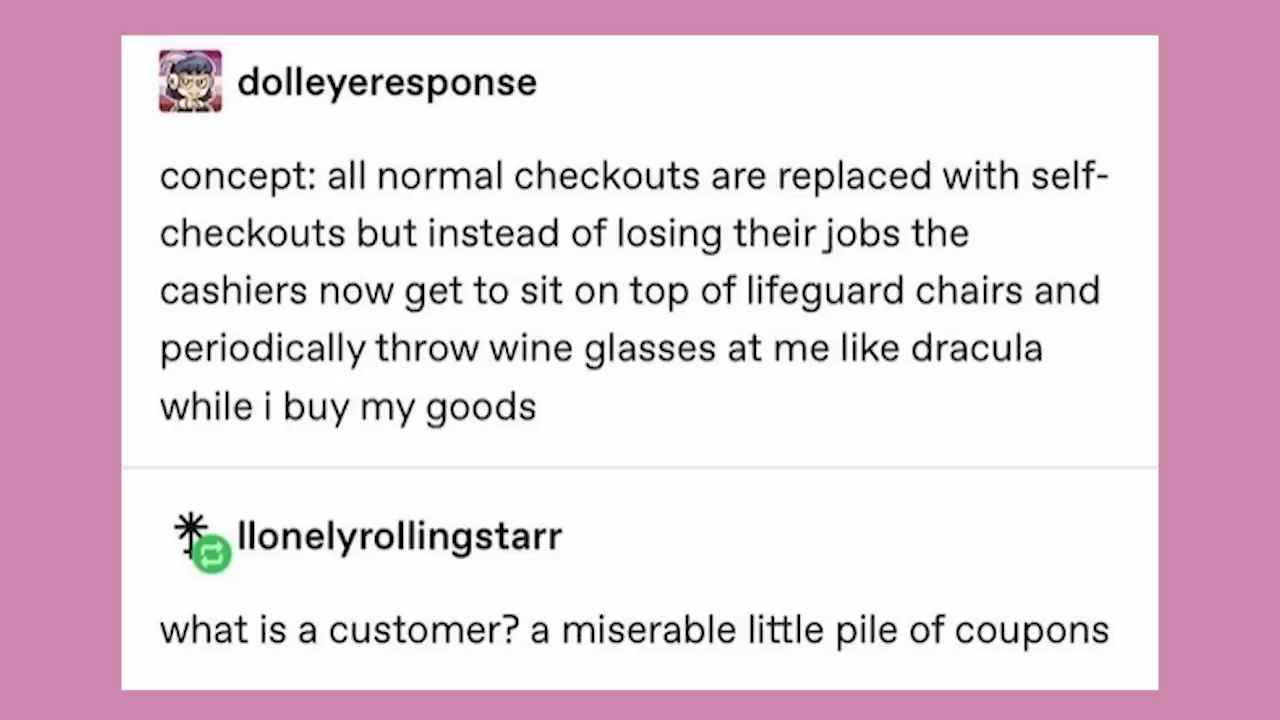 dolleyeresponse
concept: all normal checkouts are replaced with self-
checkouts but instead of losing their jobs the
cashiers now get to sit on top of lifeguard chairs and
periodically throw wine glasses at me like dracula
while i buy my goods
llonelyrollingstarr
what is a customer? a miserable little pile of coupons